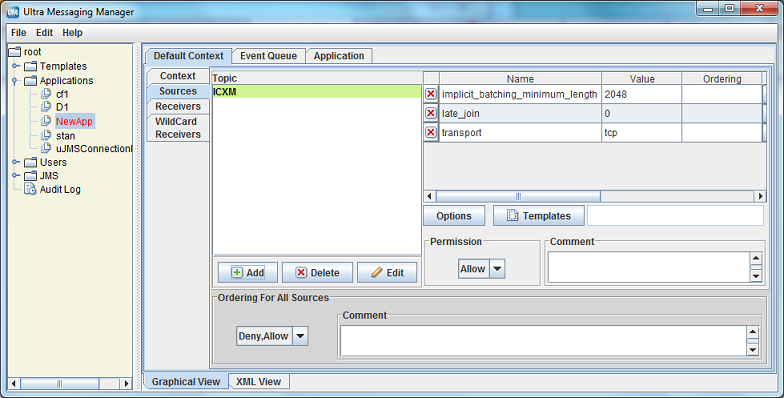 UM Ultra Messaging Manager
File Edit Help
root
Templates
Applications
cf1
D1
NewApp
stan
uJMSConnectionF
Users
JMS
Audit Log
Default Context Event Queue Application
Context
Sources
Receivers
WildCard
Receivers
Topic
ICXM
Name Value Ordering
implicit_batching_minimum_length 2048
late_join 0
transport tcp
Options Templates
Permission
Allow
Comment
Add Delete Edit
Ordering For All Sources
Deny,Allow
Comment
Graphical View XML View